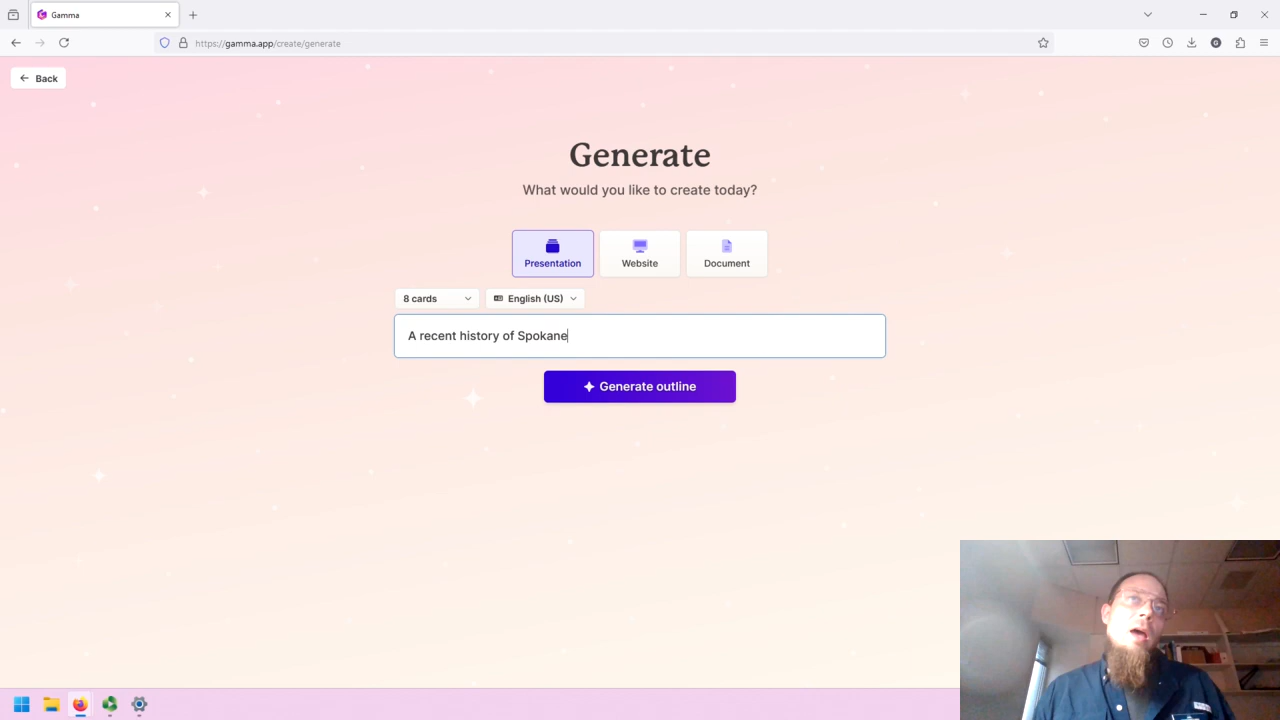 Gamma
https://gamma.app/create/generate
Back
Generate
What would you like to create today?
Presentation
Website
Document
8 cards
English (US)
A recent history of Spokane
Generate outline